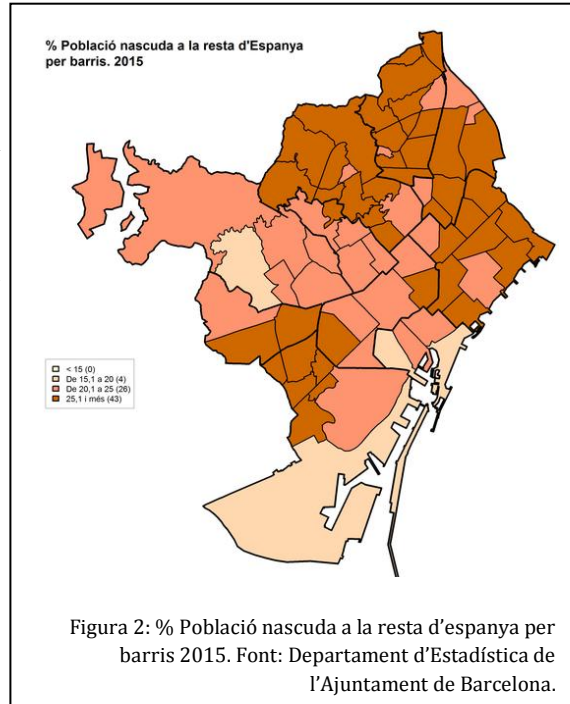 % Població nascuda a la resta d'Espanya
per barris. 2015
< 15 (0)
De 15,1 a 20 (4)
De 20,1 a 25 (26)
25,1 i més (43)
Figura 2: % Població nascuda a la resta d’espanya per
barris 2015. Font: Departament d’Estadística de
l’Ajuntament de Barcelona.